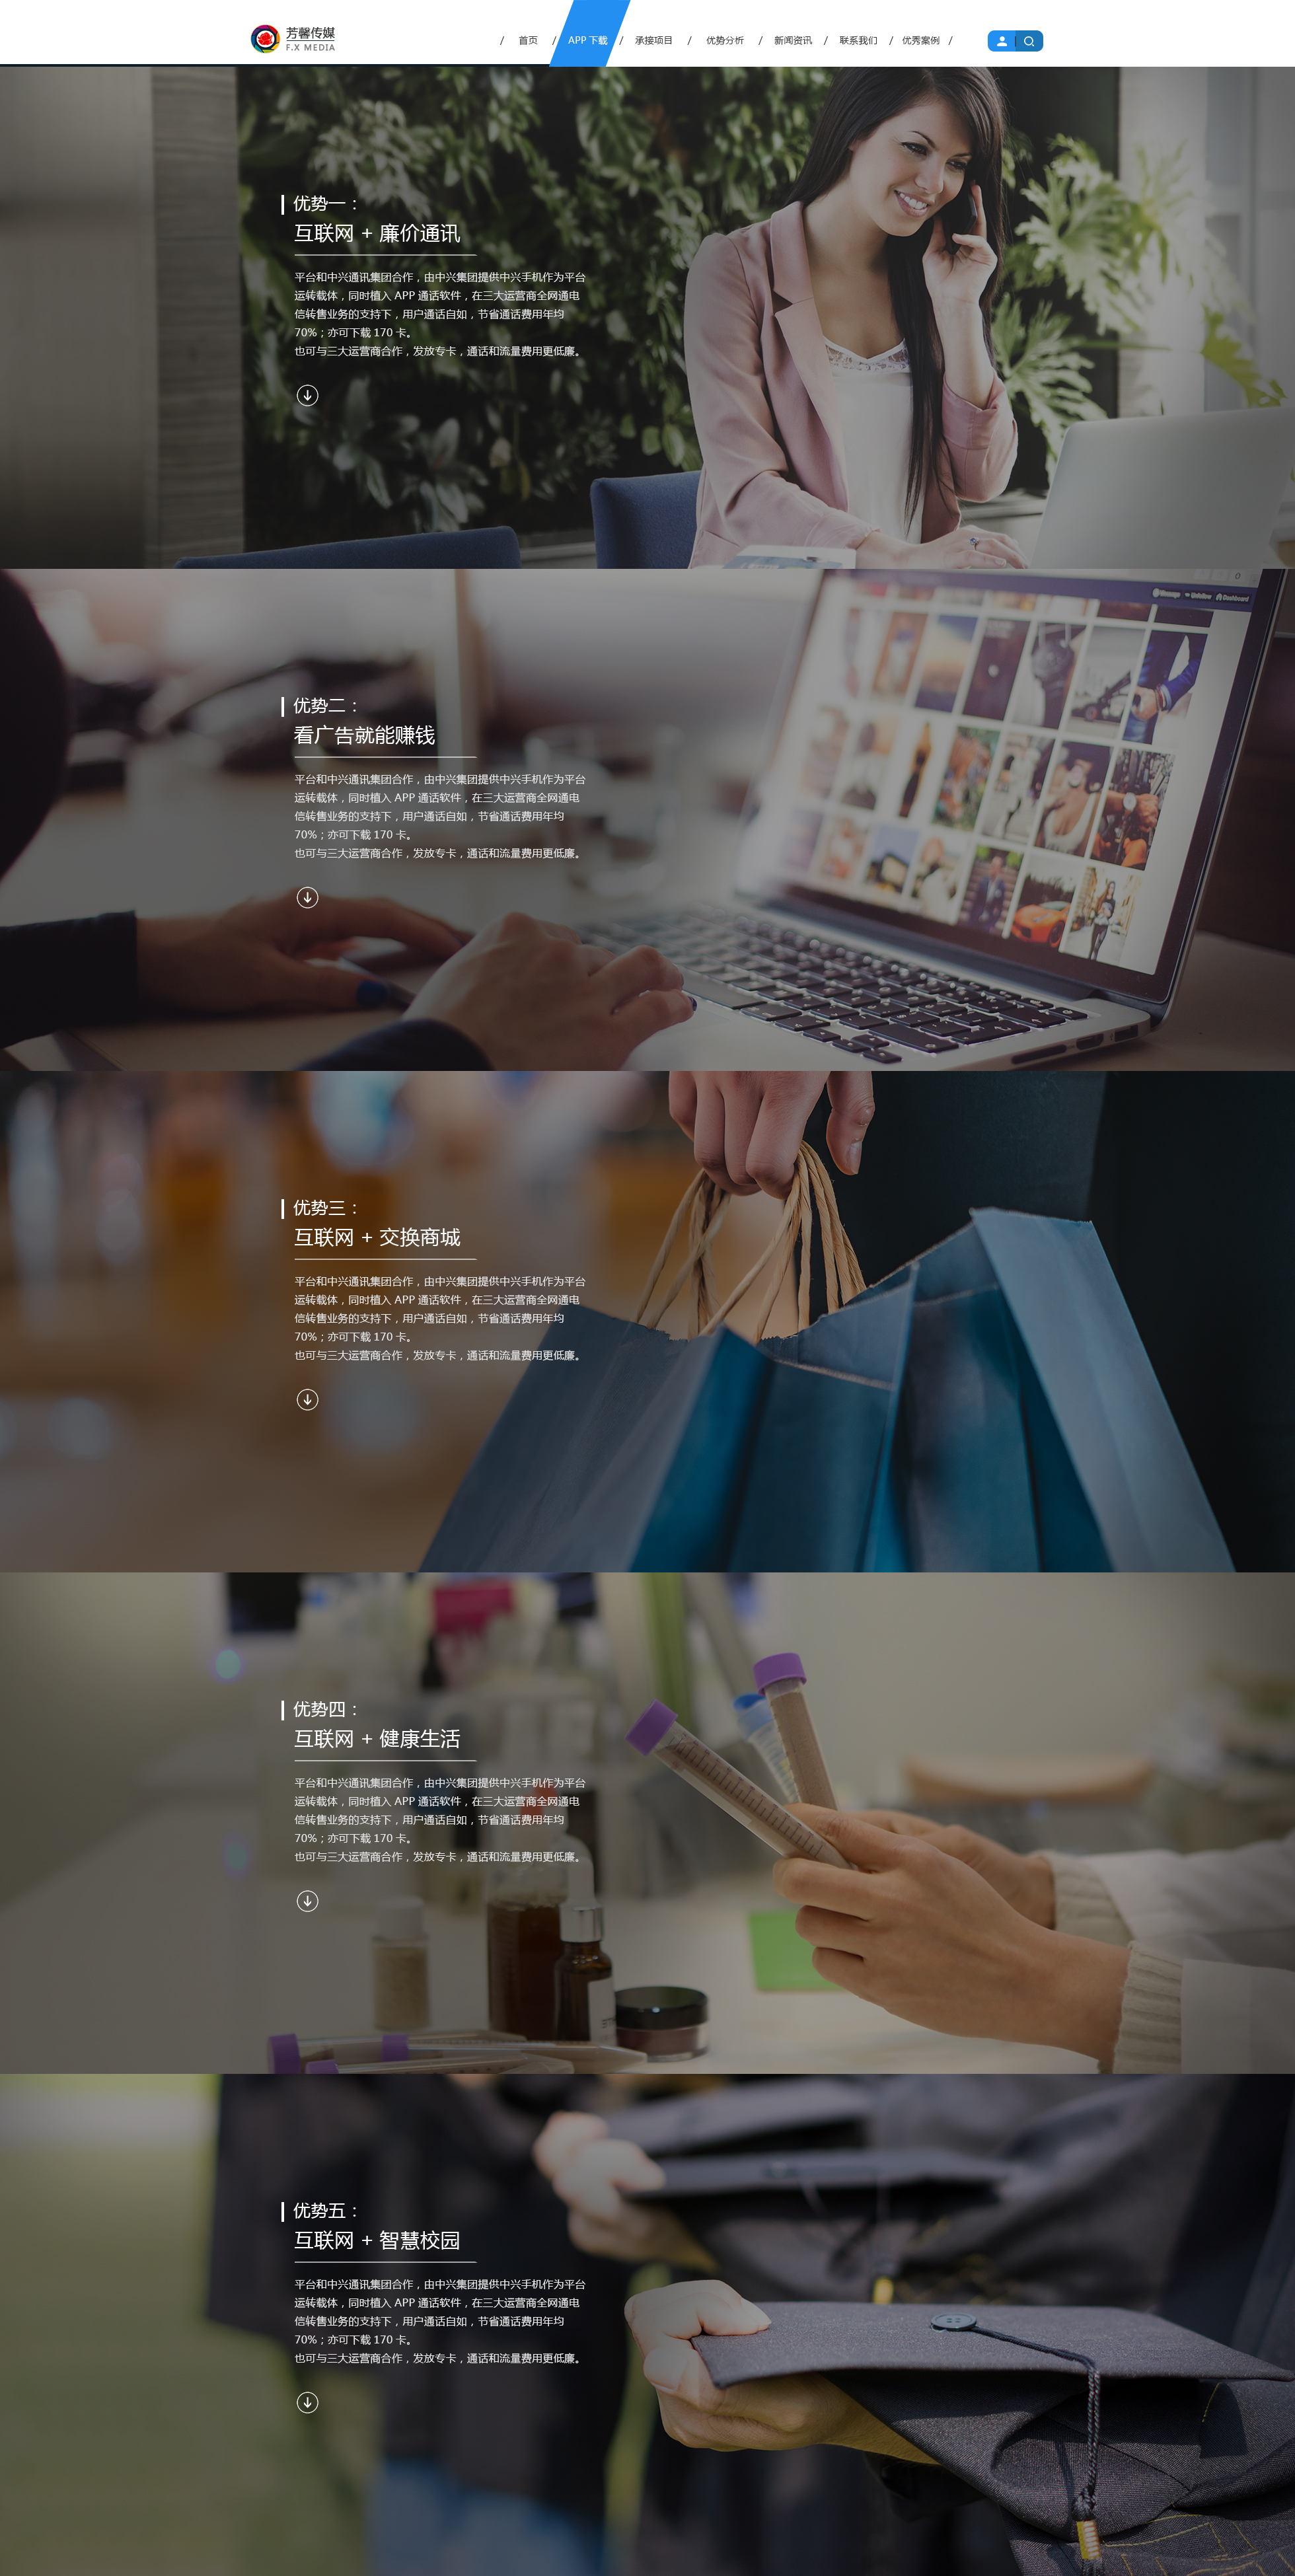 芳馨传媒
F.X MEDIA
/ 首页 / APP 下载 / 承接项目 / 优势分析 / 新闻资讯 / 联系我们 / 优秀案例 /
优势一：
互联网 + 廉价通讯
平台和中兴通讯集团合作，由中兴集团提供中兴手机作为平台
运转载体，同时植入 APP 通话软件，在三大运营商全网通电
信转售业务的支持下，用户通话自如，节省通话费用年均
70%；亦可下载 170 卡。
也可与三大运营商合作，发放专卡，通话和流量费用更低廉。
Message Unfollow Dashboard
优势二：
看广告就能赚钱
平台和中兴通讯集团合作，由中兴集团提供中兴手机作为平台
运转载体，同时植入 APP 通话软件，在三大运营商全网通电
信转售业务的支持下，用户通话自如，节省通话费用年均
70%；亦可下载 170 卡。
也可与三大运营商合作，发放专卡，通话和流量费用更低廉。
优势三：
互联网 + 交换商城
平台和中兴通讯集团合作，由中兴集团提供中兴手机作为平台
运转载体，同时植入 APP 通话软件，在三大运营商全网通电
信转售业务的支持下，用户通话自如，节省通话费用年均
70%；亦可下载 170 卡。
也可与三大运营商合作，发放专卡，通话和流量费用更低廉。
优势四：
互联网 + 健康生活
平台和中兴通讯集团合作，由中兴集团提供中兴手机作为平台
运转载体，同时植入 APP 通话软件，在三大运营商全网通电
信转售业务的支持下，用户通话自如，节省通话费用年均
70%；亦可下载 170 卡。
也可与三大运营商合作，发放专卡，通话和流量费用更低廉。
优势五：
互联网 + 智慧校园
平台和中兴通讯集团合作，由中兴集团提供中兴手机作为平台
运转载体，同时植入 APP 通话软件，在三大运营商全网通电
信转售业务的支持下，用户通话自如，节省通话费用年均
70%；亦可下载 170 卡。
也可与三大运营商合作，发放专卡，通话和流量费用更低廉。